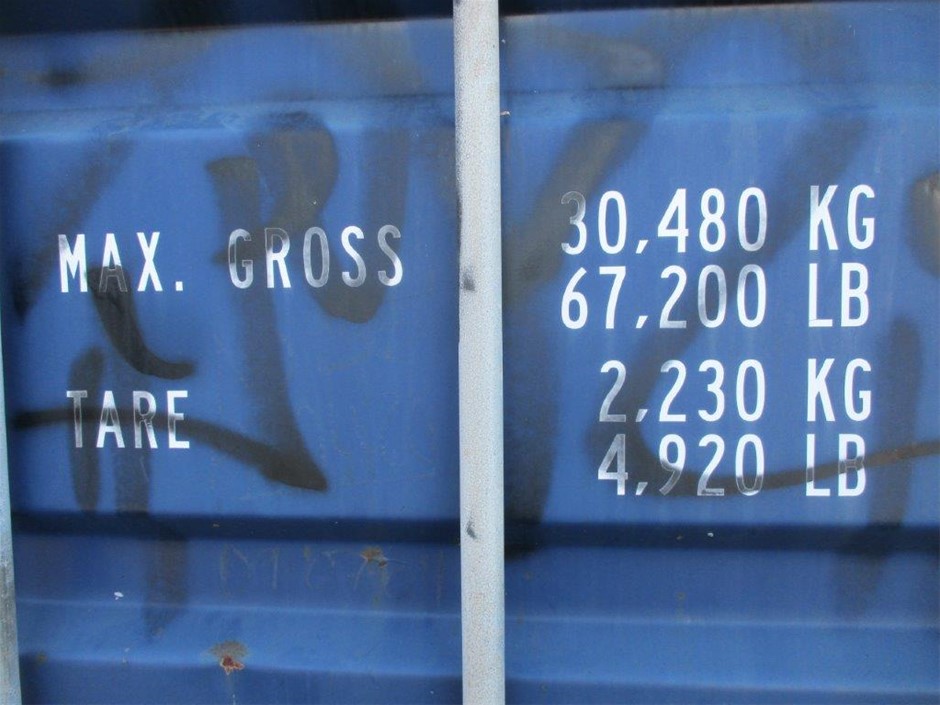 MAX. GROSS 30,480 KG
67,200 LB
TARE 2,230 KG
4,920 LB